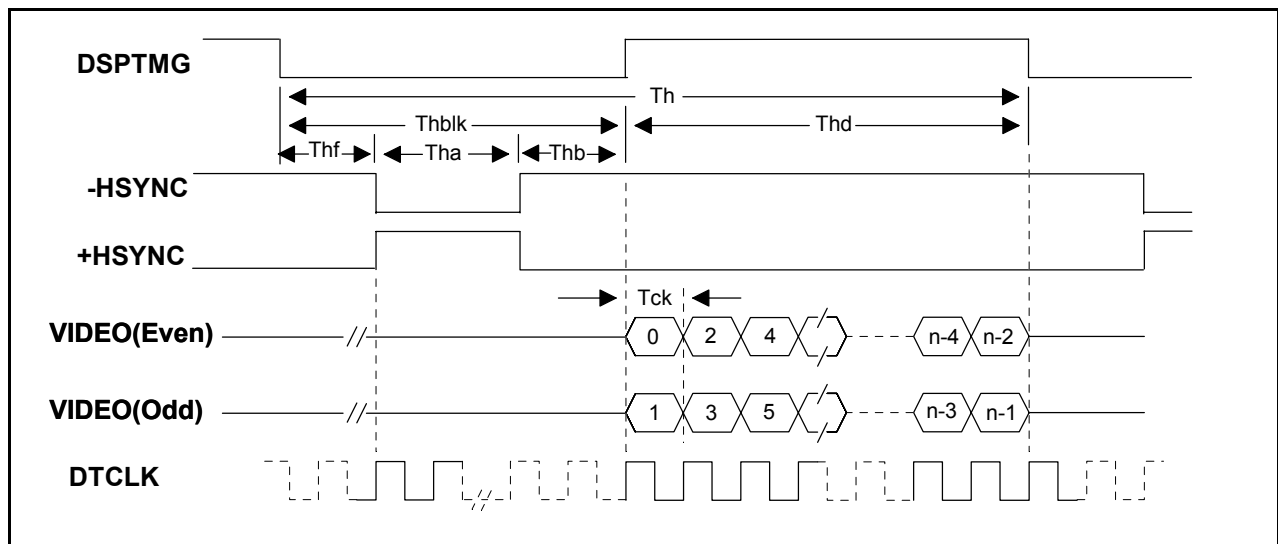 DSPTMG
Th
Thblk Thd
Thf Tha Thb
-HSYNC
+HSYNC
Tck
VIDEO(Even) 0 2 4 n-4 n-2
VIDEO(Odd) 1 3 5 n-3 n-1
DTCLK